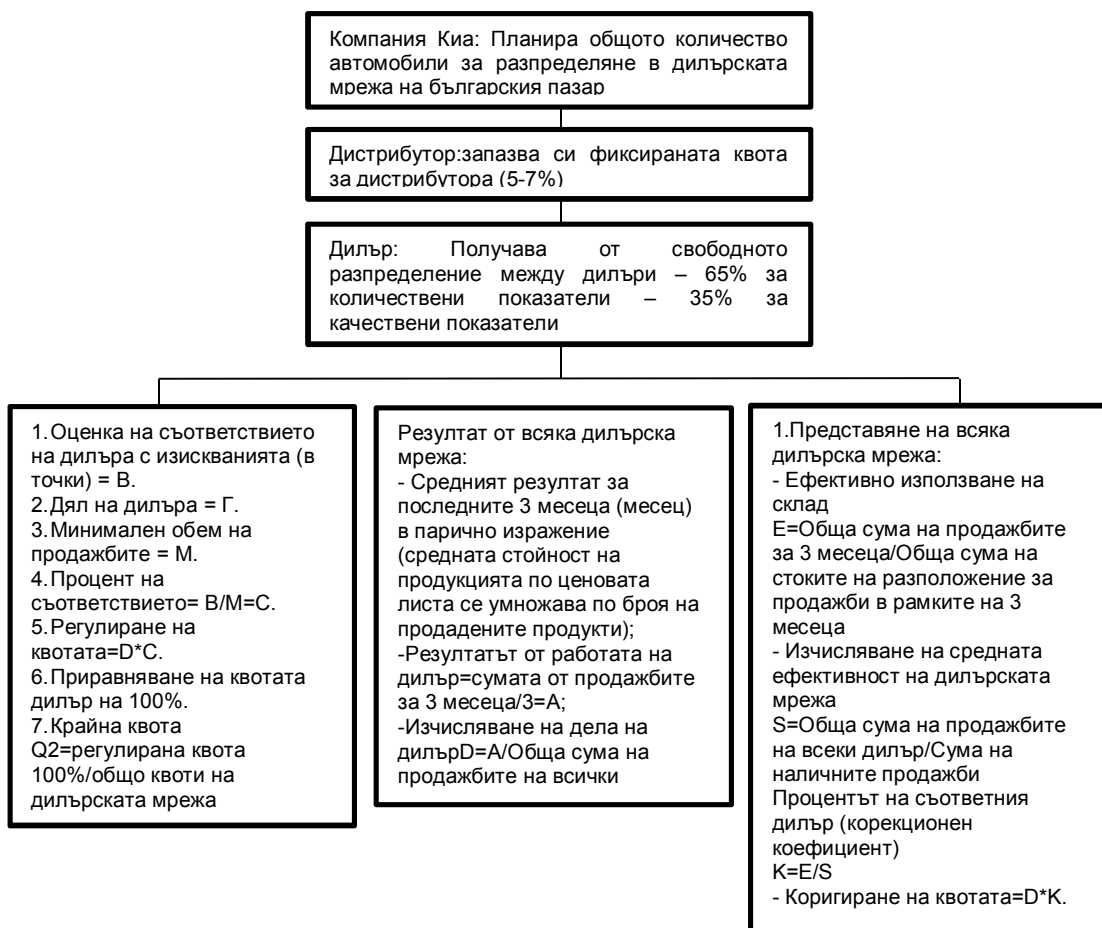 Компания Киа: Планира общото количество
автомобили за разпределяне в дилърската
мрежа на българския пазар
Дистрибутор:запазва си фиксираната квота
за дистрибутора (5-7%)
Дилър: Получава от свободното
разпределение между дилъри – 65% за
количествени показатели – 35% за
качествени показатели
1.Оценка на съответствието
на дилъра с изискванията (в
точки) = В.
2.Дял на дилъра = Г.
3.Минимален обем на
продажбите = М.
4.Процент на
съответствието= В/М=С.
5.Регулиране на
квотата=D*C.
6.Приравняване на квотата
дилър на 100%.
7.Крайна квота
Q2=регулирана квота
100%/общо квоти на
дилърската мрежа
Резултат от всяка дилърска
мрежа:
- Средният резултат за
последните 3 месеца (месец)
в парично изражение
(средната стойност на
продукцията по ценовата
листа се умножава по броя на
продадените продукти);
-Резултатът от работата на
дилър=сумата от продажбите
за 3 месеца/3=А;
-Изчисляване на дела на
дилърD=A/Обща сума на
продажбите на всички
1.Представяне на всяка
дилърска мрежа:
- Ефективно използване на
склад
Е=Обща сума на продажбите
за 3 месеца/Обща сума на
стоките на разположение за
продажби в рамките на 3
месеца
- Изчисляване на средната
ефективност на дилърската
мрежа
S=Обща сума на продажбите
на всеки дилър/Сума на
наличните продажби
Процентът на съответния
дилър (корекционен
коефициент)
K=E/S
- Коригиране на квотата=D*K.